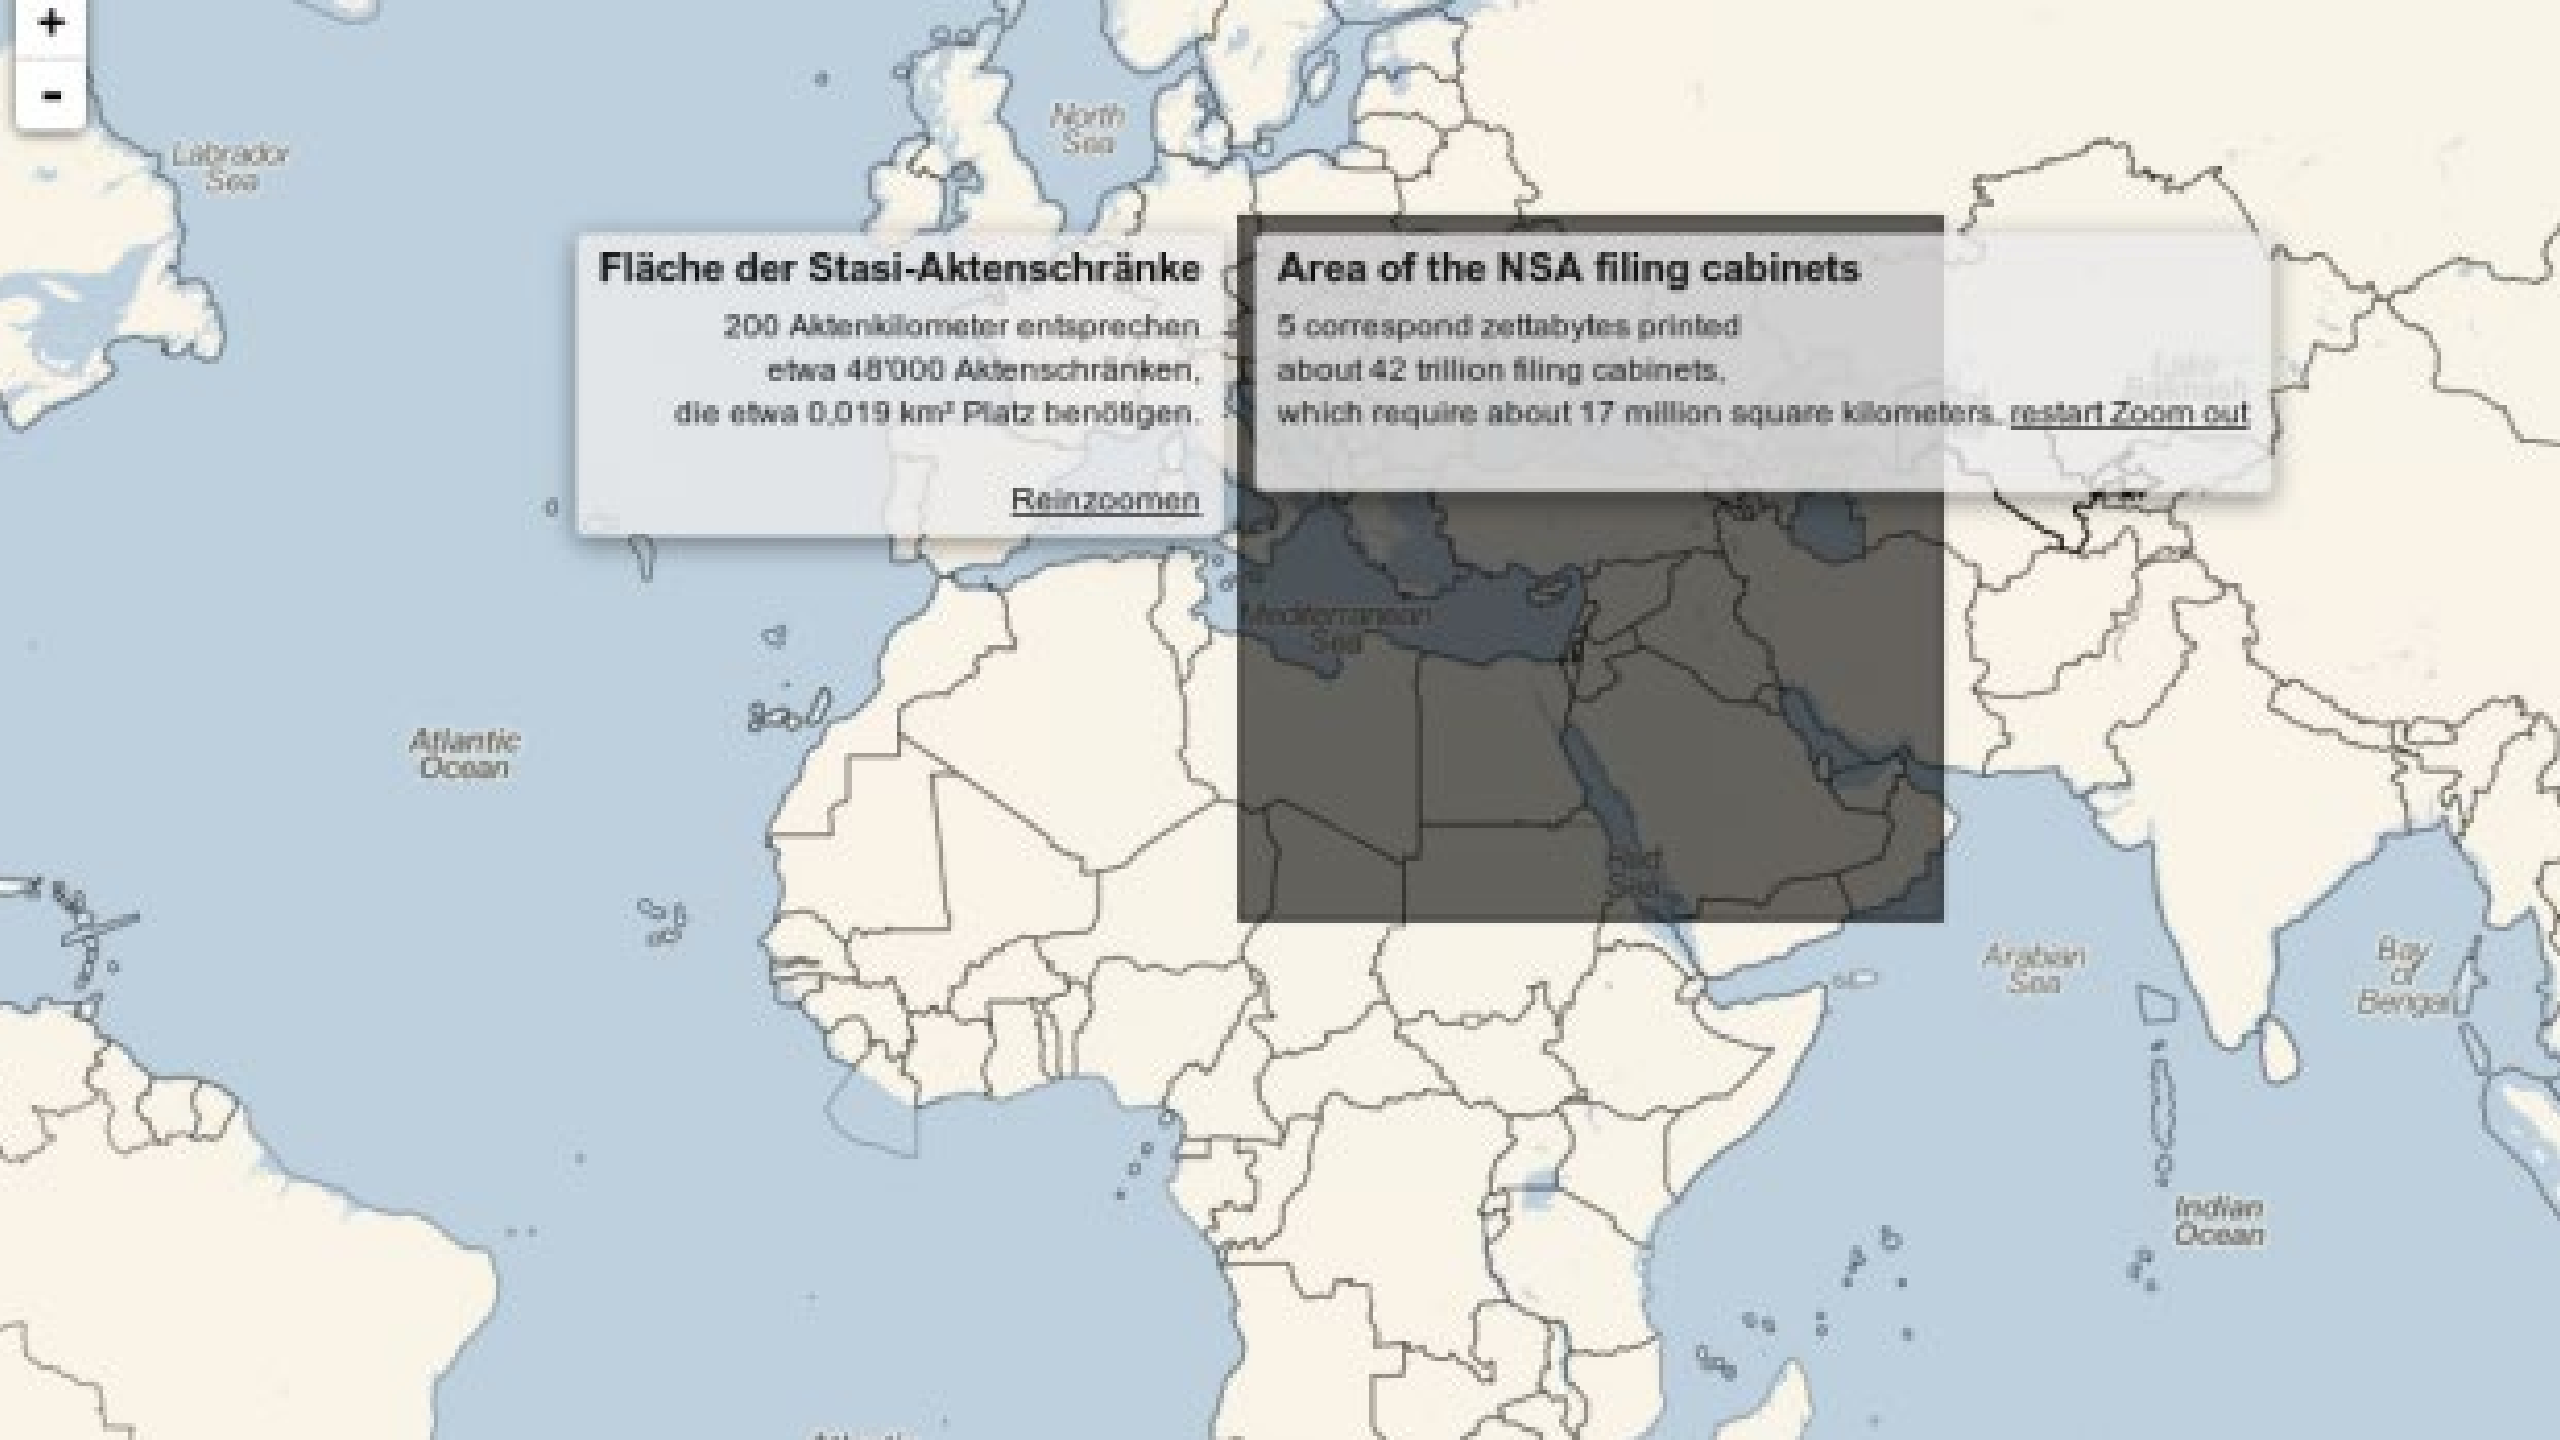 +
-
Labrador
Sea
North
Sea
Fläche der Stasi-Aktenschränke
200 Aktenkilometer entsprechen
etwa 48'000 Aktenschränken,
die etwa 0,019 km² Platz benötigen.
Reinzoomen
Area of the NSA filing cabinets
5 correspond zettabytes printed
about 42 trillion filing cabinets,
which require about 17 million square kilometers. restart Zoom out
Mediterranean
Sea
Atlantic
Ocean
Red
Sea
Arabian
Sea
Bay
of
Bengal
Indian
Ocean